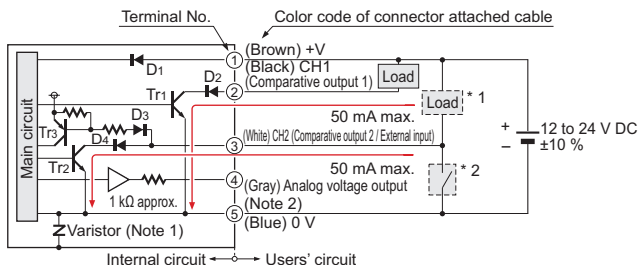 Terminal No.
Color code of connector attached cable
Main circuit
D1
1
(Brown) +V
(Black) CH1
(Comparative output 1)
D2
2
Load
Tr1
Load
* 1
50 mA max.
Tr3
D3
D4
3
(White) CH2 (Comparative output 2 / External input)
+
−
12 to 24 V DC
±10 %
Tr2
50 mA max.
* 2
4
(Gray) Analog voltage output
1 kΩ approx.
(Note 2)
5
(Blue) 0 V
Varistor (Note 1)
Internal circuit
Users' circuit